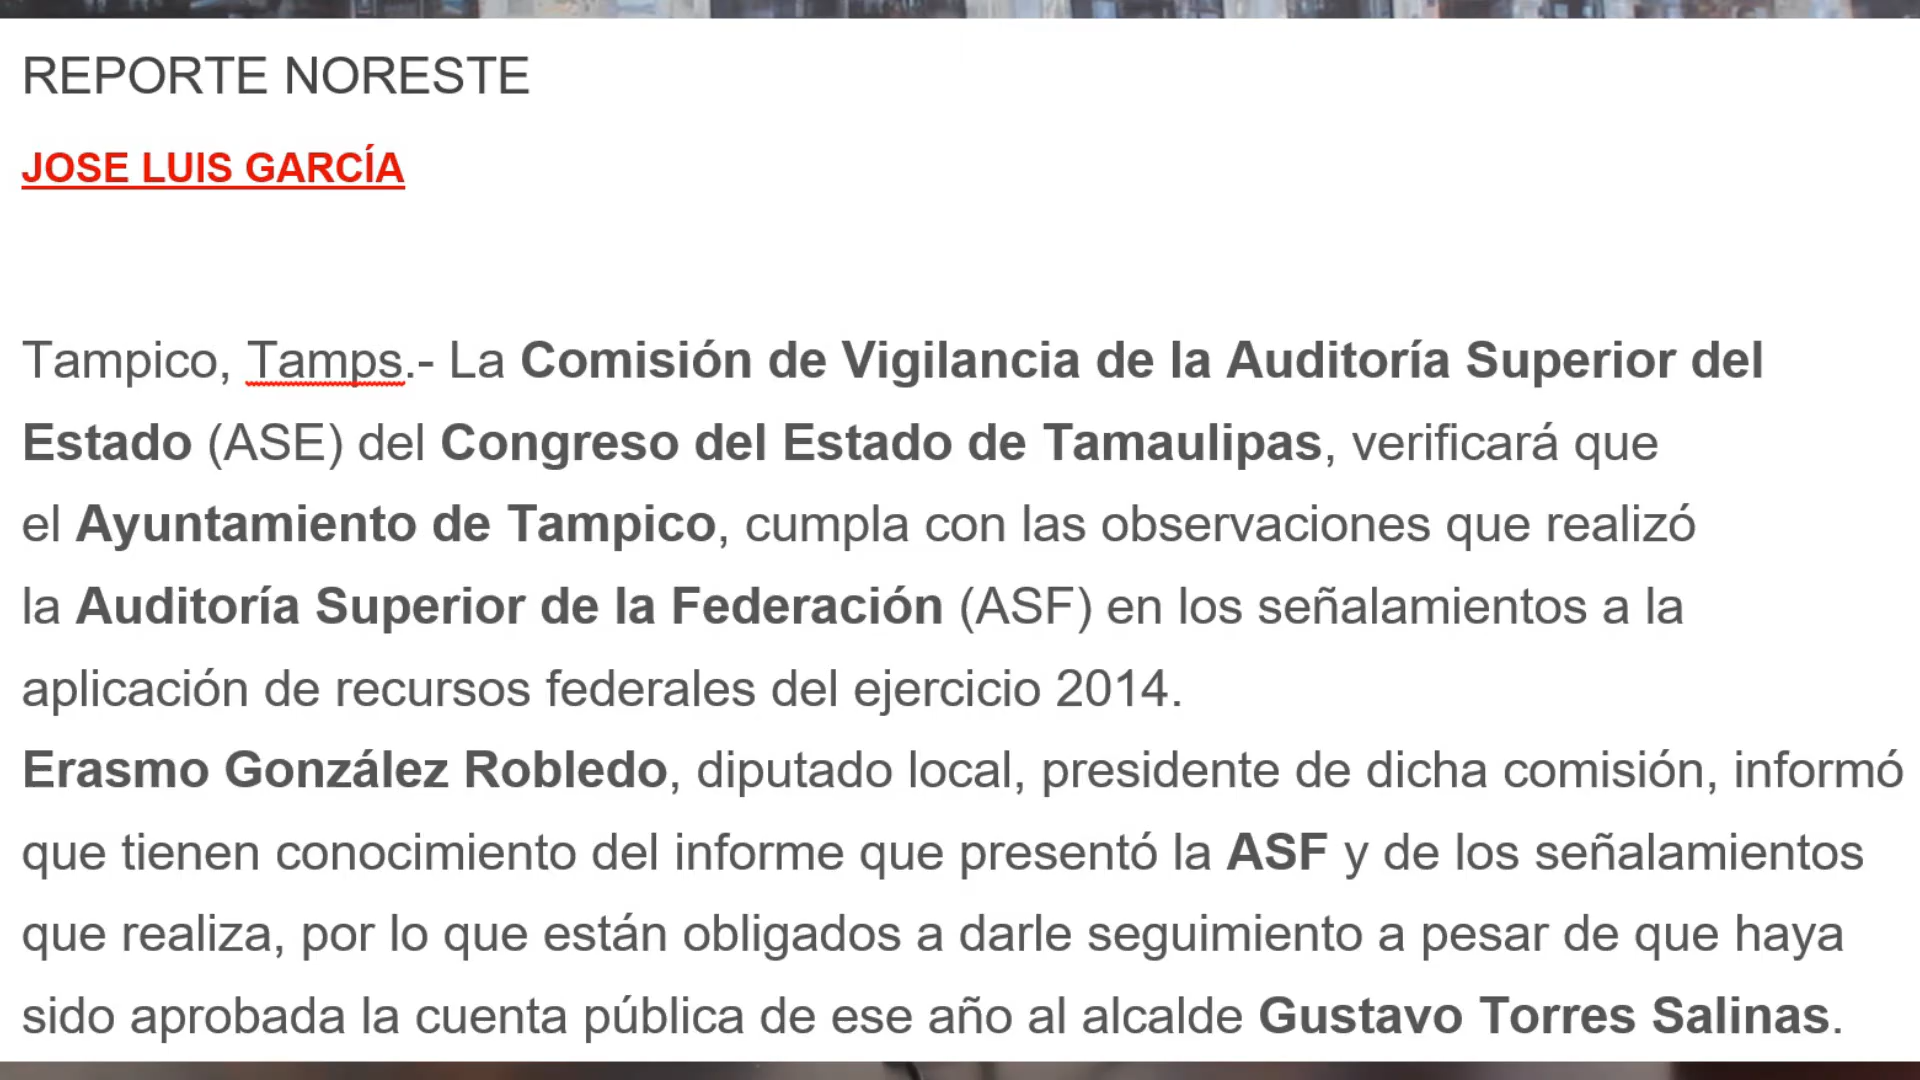 REPORTE NORESTE
JOSE LUIS GARCÍA
Tampico, Tamps.- La Comisión de Vigilancia de la Auditoría Superior del
Estado (ASE) del Congreso del Estado de Tamaulipas, verificará que
el Ayuntamiento de Tampico, cumpla con las observaciones que realizó
la Auditoría Superior de la Federación (ASF) en los señalamientos a la
aplicación de recursos federales del ejercicio 2014.
Erasmo González Robledo, diputado local, presidente de dicha comisión, informó
que tienen conocimiento del informe que presentó la ASF y de los señalamientos
que realiza, por lo que están obligados a darle seguimiento a pesar de que haya
sido aprobada la cuenta pública de ese año al alcalde Gustavo Torres Salinas.